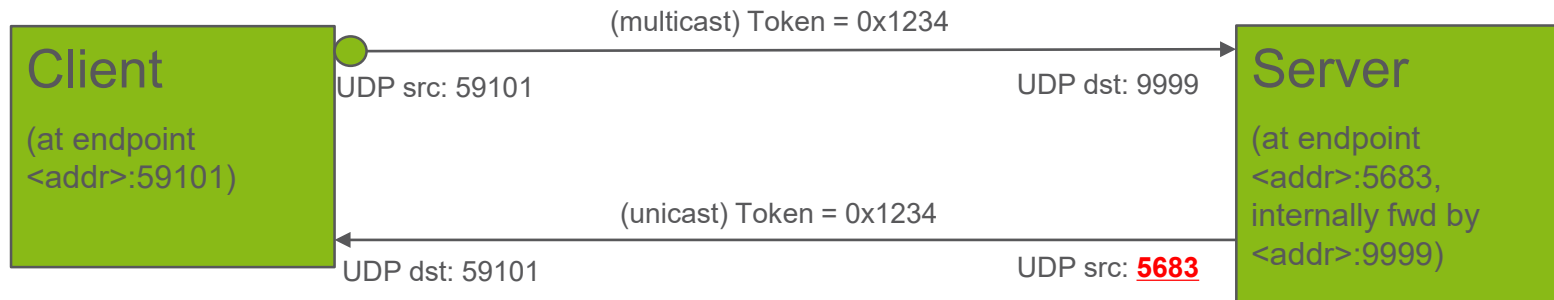 (multicast) Token = 0x1234
Client
UDP src: 59101
UDP dst: 9999
Server
(at endpoint
<addr>:59101)
(at endpoint
<addr>:5683,
internally fwd by
<addr>:9999)
(unicast) Token = 0x1234
UDP dst: 59101
UDP src: 5683